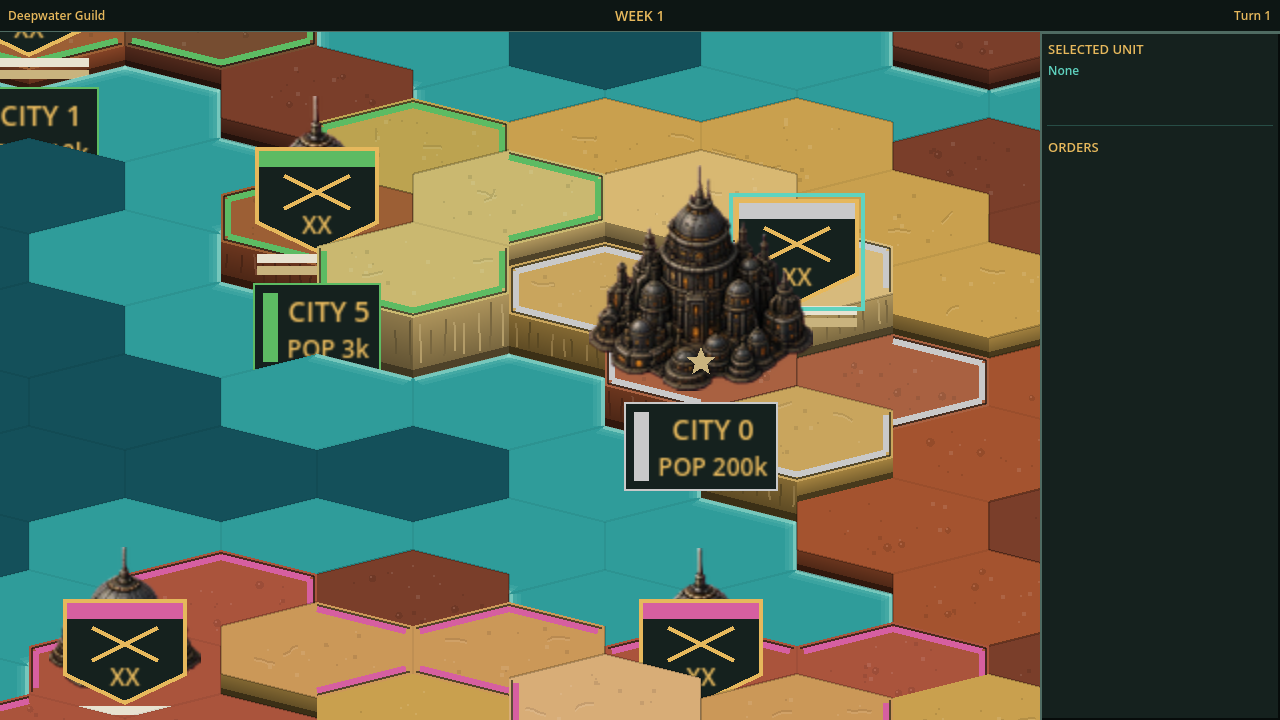 Deepwater Guild
WEEK 1
Turn 1
SELECTED UNIT
None
ORDERS
XX
CITY 1
XX
CITY 5
POP 3k
XX
CITY 0
POP 200k
XX
XX